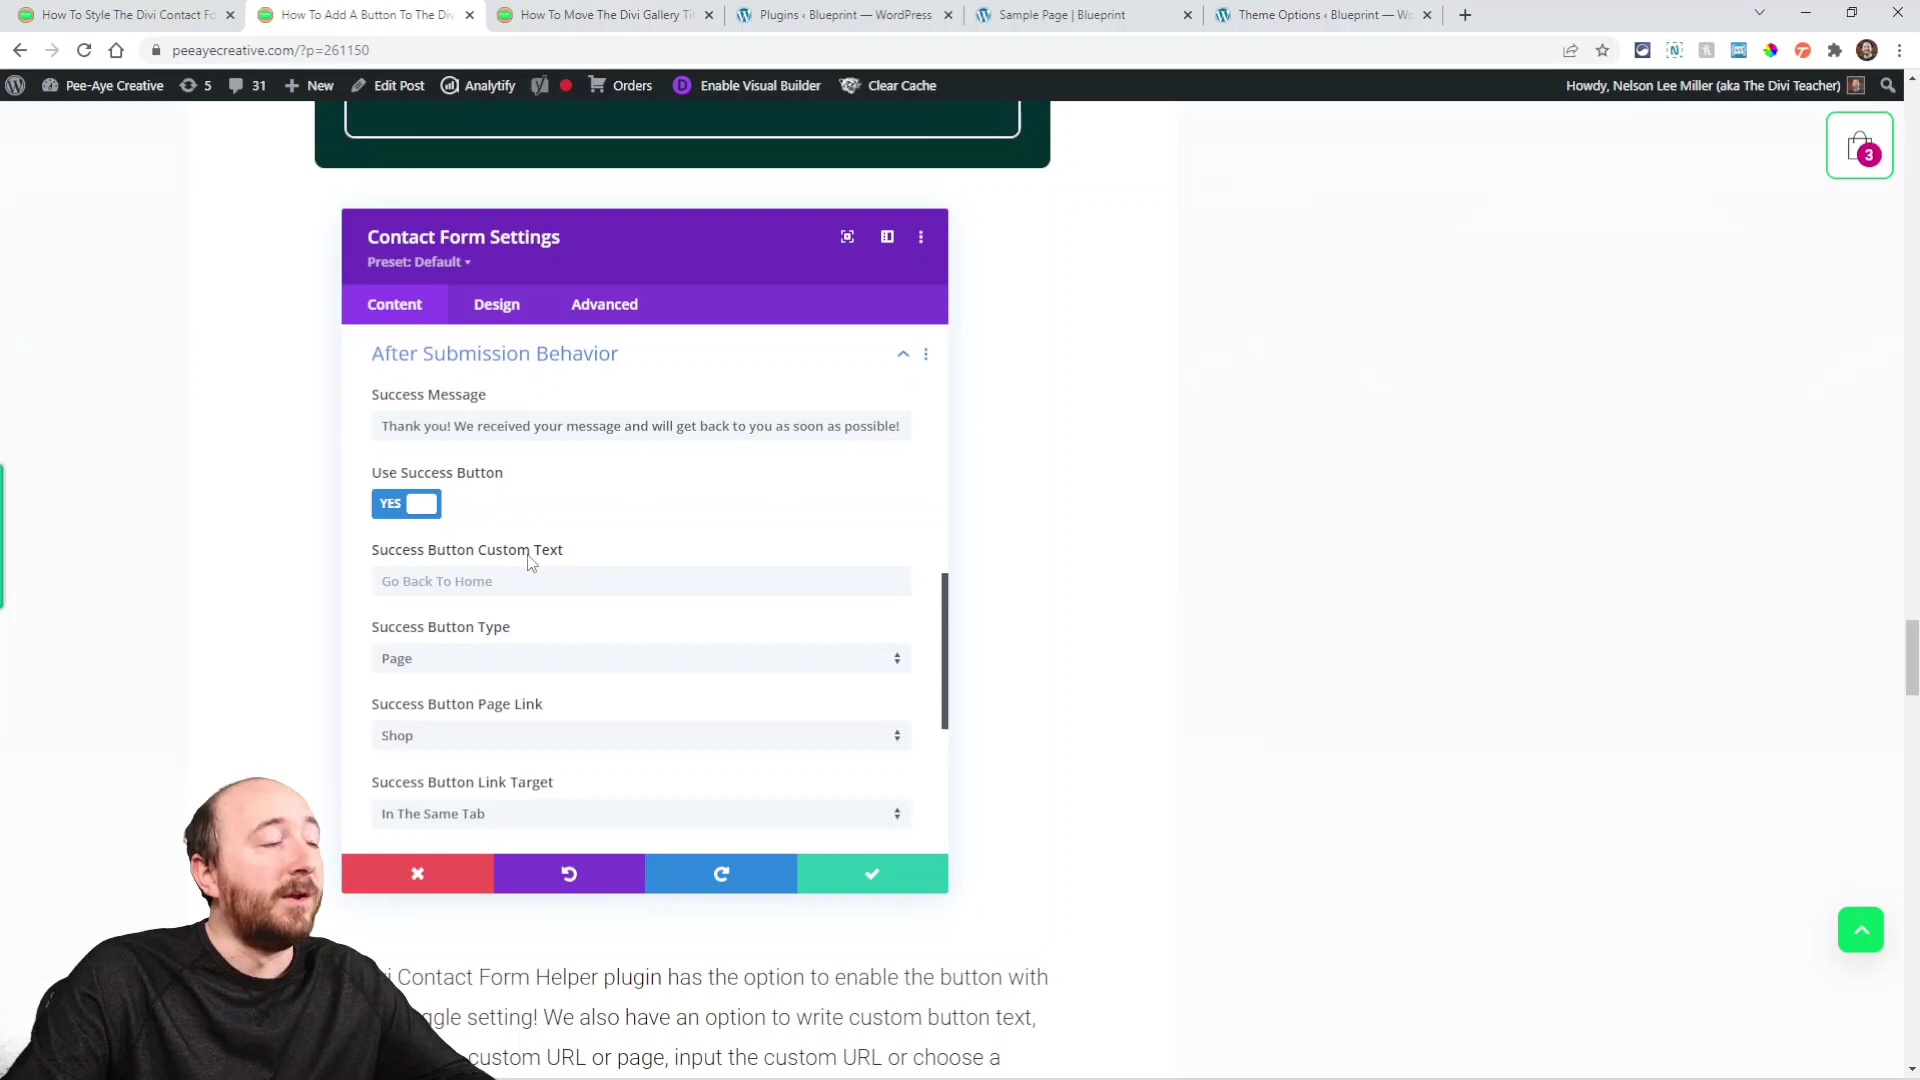 How To Style The Divi Contact Fo
How To Add A Button To The Div
How To Move The Divi Gallery Tit
Plugins ‹ Blueprint — WordPress
Sample Page | Blueprint
Theme Options ‹ Blueprint — Wo
peeayecreative.com/?p=261150
Pee-Aye Creative
5
31
New
Edit Post
Analytify
Orders
Enable Visual Builder
Clear Cache
Howdy, Nelson Lee Miller (aka The Divi Teacher)
3
Contact Form Settings
Preset: Default
Content
Design
Advanced
After Submission Behavior
Success Message
Thank you! We received your message and will get back to you as soon as possible!
Use Success Button
YES
Success Button Custom Text
Go Back To Home
Success Button Type
Page
Success Button Page Link
Shop
Success Button Link Target
In The Same Tab
Contact Form Helper plugin has the option to enable the button with
setting! We also have an option to write custom button text,
custom URL or page, input the custom URL or choose a